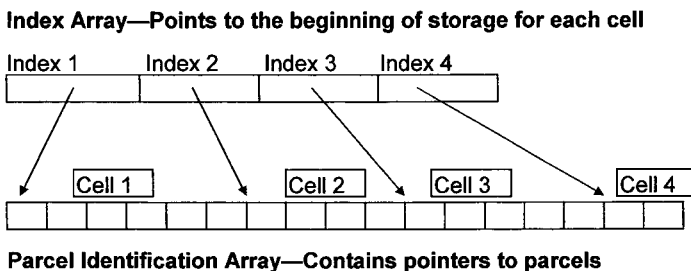 Index Array—Points to the beginning of storage for each cell
Index 1 Index 2 Index 3 Index 4
Cell 1 Cell 2 Cell 3 Cell 4
Parcel Identification Array—Contains pointers to parcels